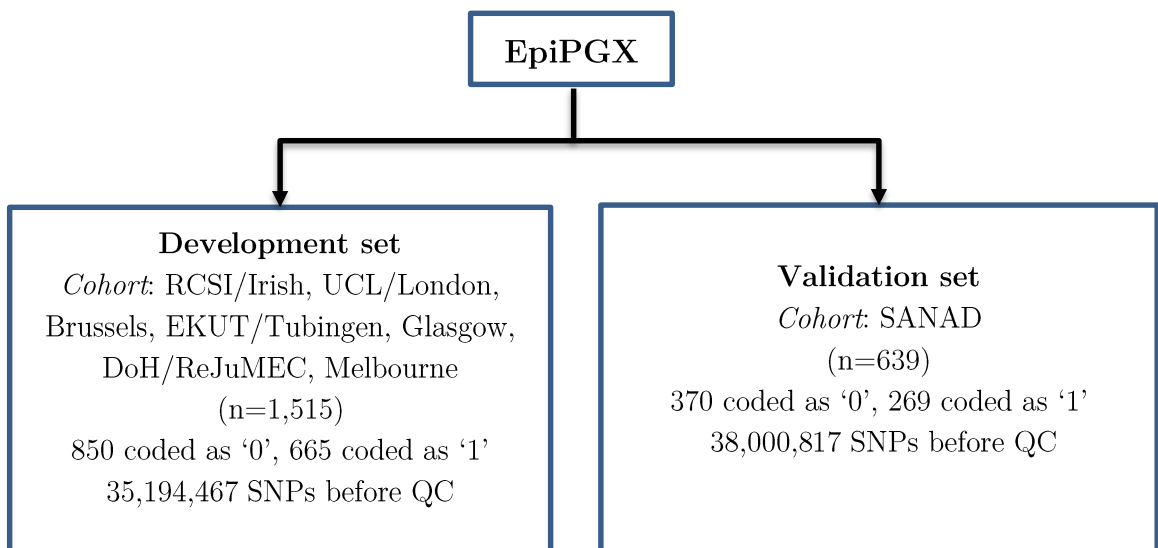 EpiPGX
Development set
Cohort: RCSI/Irish, UCL/London,
Brussels, EKUT/Tubingen, Glasgow,
DoH/ReJuMEC, Melbourne
(n=1,515)
850 coded as ‘0’, 665 coded as ‘1’
35,194,467 SNPs before QC
Validation set
Cohort: SANAD
(n=639)
370 coded as ‘0’, 269 coded as ‘1’
38,000,817 SNPs before QC